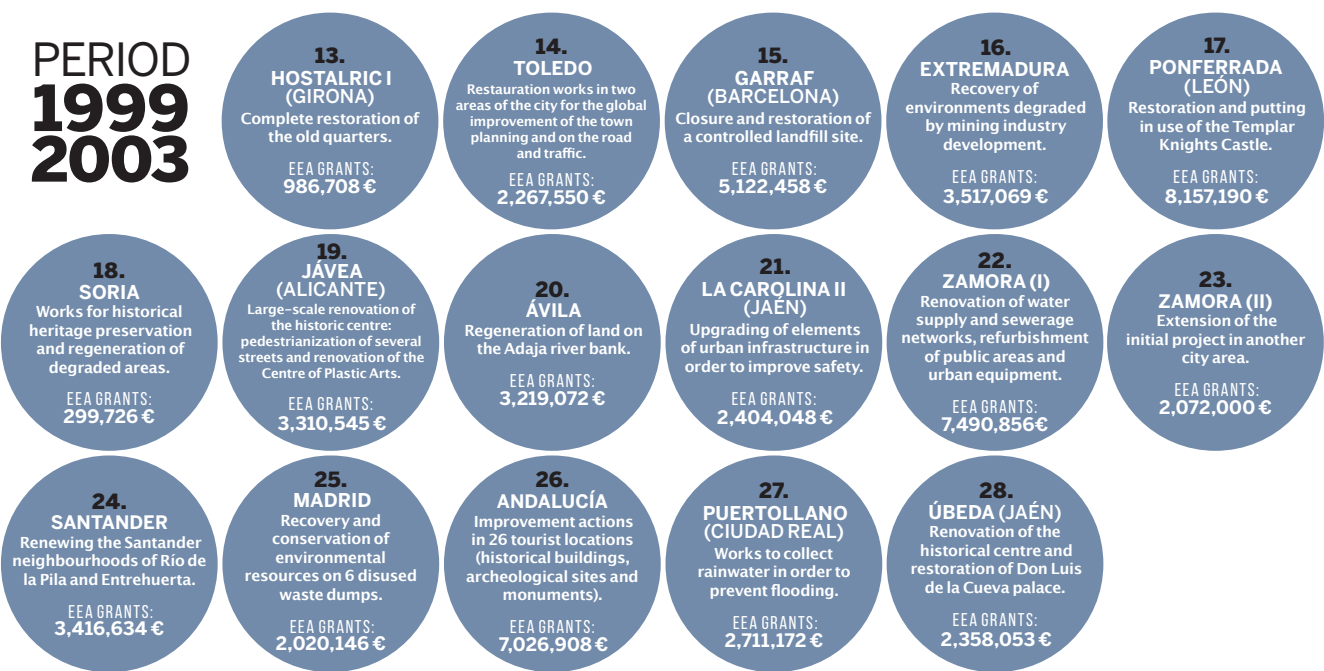 PERIOD
1999
2003
13.
HOSTALRIC I
(GIRONA)
Complete restoration of
the old quarters.
EEA GRANTS:
986,708 €
14.
TOLEDO
Restauration works in two
areas of the city for the global
improvement of the town
planning and on the road
and traffic.
EEA GRANTS:
2,267,550 €
15.
GARRAF
(BARCELONA)
Closure and restoration of
a controlled landfill site.
EEA GRANTS:
5,122,458 €
16.
EXTREMADURA
Recovery of
environments degraded
by mining industry
development.
EEA GRANTS:
3,517,069 €
17.
PONFERRADA
(LEÓN)
Restoration and putting
in use of the Templar
Knights Castle.
EEA GRANTS:
8,157,190 €
18.
SORIA
Works for historical
heritage preservation
and regeneration of
degraded areas.
EEA GRANTS:
299,726 €
19.
JÁVEA
(ALICANTE)
Large-scale renovation of
the historic centre:
pedestrianization of several
streets and renovation of the
Centre of Plastic Arts.
EEA GRANTS:
3,310,545 €
20.
ÁVILA
Regeneration of land on
the Adaja river bank.
EEA GRANTS:
3,219,072 €
21.
LA CAROLINA II
(JAÉN)
Upgrading of elements
of urban infrastructure in
order to improve safety.
EEA GRANTS:
2,404,048 €
22.
ZAMORA (I)
Renovation of water
supply and sewerage
networks, refurbishment
of public areas and
urban equipment.
EEA GRANTS:
7,490,856€
23.
ZAMORA (II)
Extension of the
initial project in another
city area.
EEA GRANTS:
2,072,000 €
24.
SANTANDER
Renewing the Santander
neighbourhoods of Río de
la Pila and Entrehuerta.
EEA GRANTS:
3,416,634 €
25.
MADRID
Recovery and
conservation of
environmental
resources on 6 disused
waste dumps.
EEA GRANTS:
2,020,146 €
26.
ANDALUCÍA
Improvement actions
in 26 tourist locations
(historical buildings,
archeological sites and
monuments).
EEA GRANTS:
7,026,908 €
27.
PUERTOLLANO
(CIUDAD REAL)
Works to collect
rainwater in order to
prevent flooding.
EEA GRANTS:
2,711,172 €
28.
ÚBEDA (JAÉN)
Renovation of the
historical centre and
restoration of Don Luis
de la Cueva palace.
EEA GRANTS:
2,358,053 €